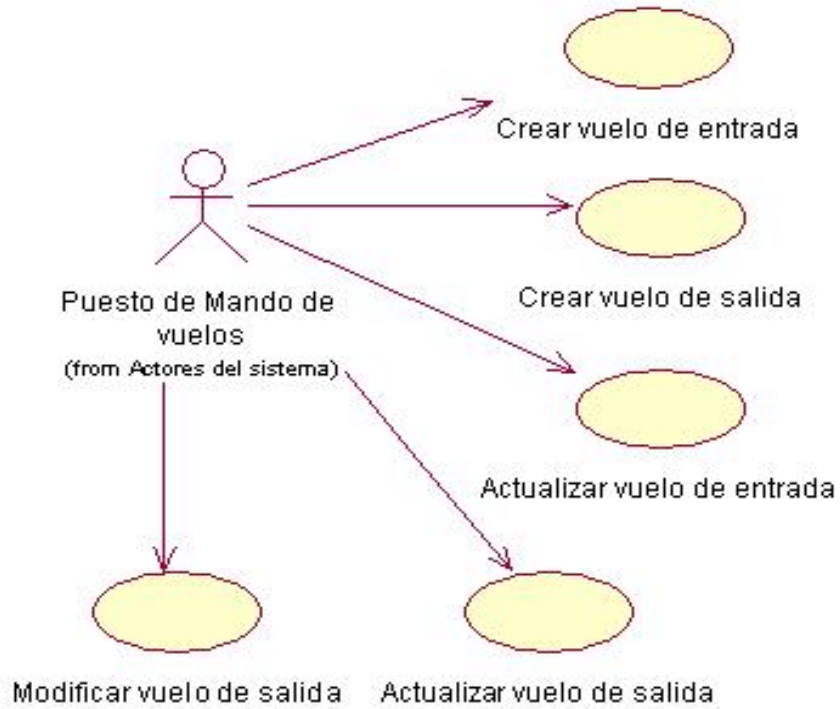 Crear vuelo de entrada
Crear vuelo de salida
Puesto de Mando de
vuelos
(from Actores del sistema)
Actualizar vuelo de entrada
Modificar vuelo de salida
Actualizar vuelo de salida